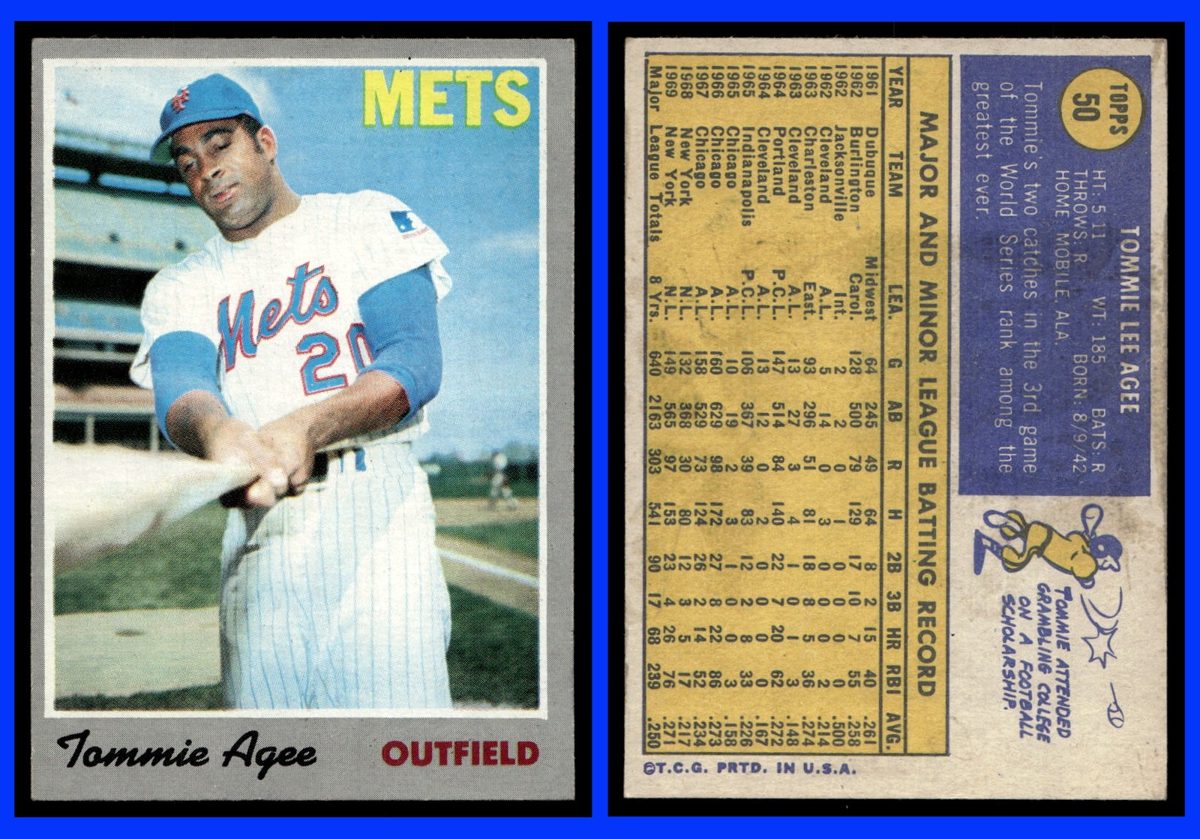 METS
Mets
20
Tommie Agee OUTFIELD
TOPPS
50
TOMMIE LEE AGEE
HT: 5.11 WT: 185 BATS: R
THROWS: R BORN: 8/9/42
HOME: MOBILE, ALA
Tommie's two catches in the 3rd game
of the World Series rank among the
greatest ever.
TOMMIE ATTENDED
GRAMBLING COLLEGE
ON A FOOTBALL
SCHOLARSHIP.
MAJOR AND MINOR LEAGUE BATTING RECORD
YEAR TEAM LEA. G AB R H 2B 3B HR RBI AVG.
1961 Dubuque Midwest 64 245 49 64 8 2 15 40 .261
1962 Burlington Carol. 128 500 79 129 17 10 7 55 .258
1962 Jacksonville Int. 2 2 0 1 0 0 0 0 .500
1962 Cleveland A.L. 5 14 0 3 0 0 0 2 .214
1963 Charleston East. 93 296 51 81 18 8 5 36 .274
1963 Cleveland A.L. 13 27 3 4 1 0 1 3 .148
1964 Portland P.C.L. 147 514 84 140 22 7 20 62 .272
1964 Cleveland A.L. 13 12 0 2 0 0 0 0 .167
1965 Indianapolis P.C.L. 106 367 39 83 12 2 8 33 .226
1965 Chicago A.L. 10 19 2 3 1 0 0 3 .158
1966 Chicago A.L. 160 629 98 172 27 8 22 86 .273
1967 Chicago A.L. 158 529 73 124 26 2 14 52 .234
1968 New York N.L. 132 368 30 80 12 3 5 17 .217
1969 New York N.L. 149 565 97 153 23 4 26 76 .271
Major League Totals 8 Yrs. 640 2163 303 541 90 17 68 239 .250
©T.C.G. PRTD. IN U.S.A.